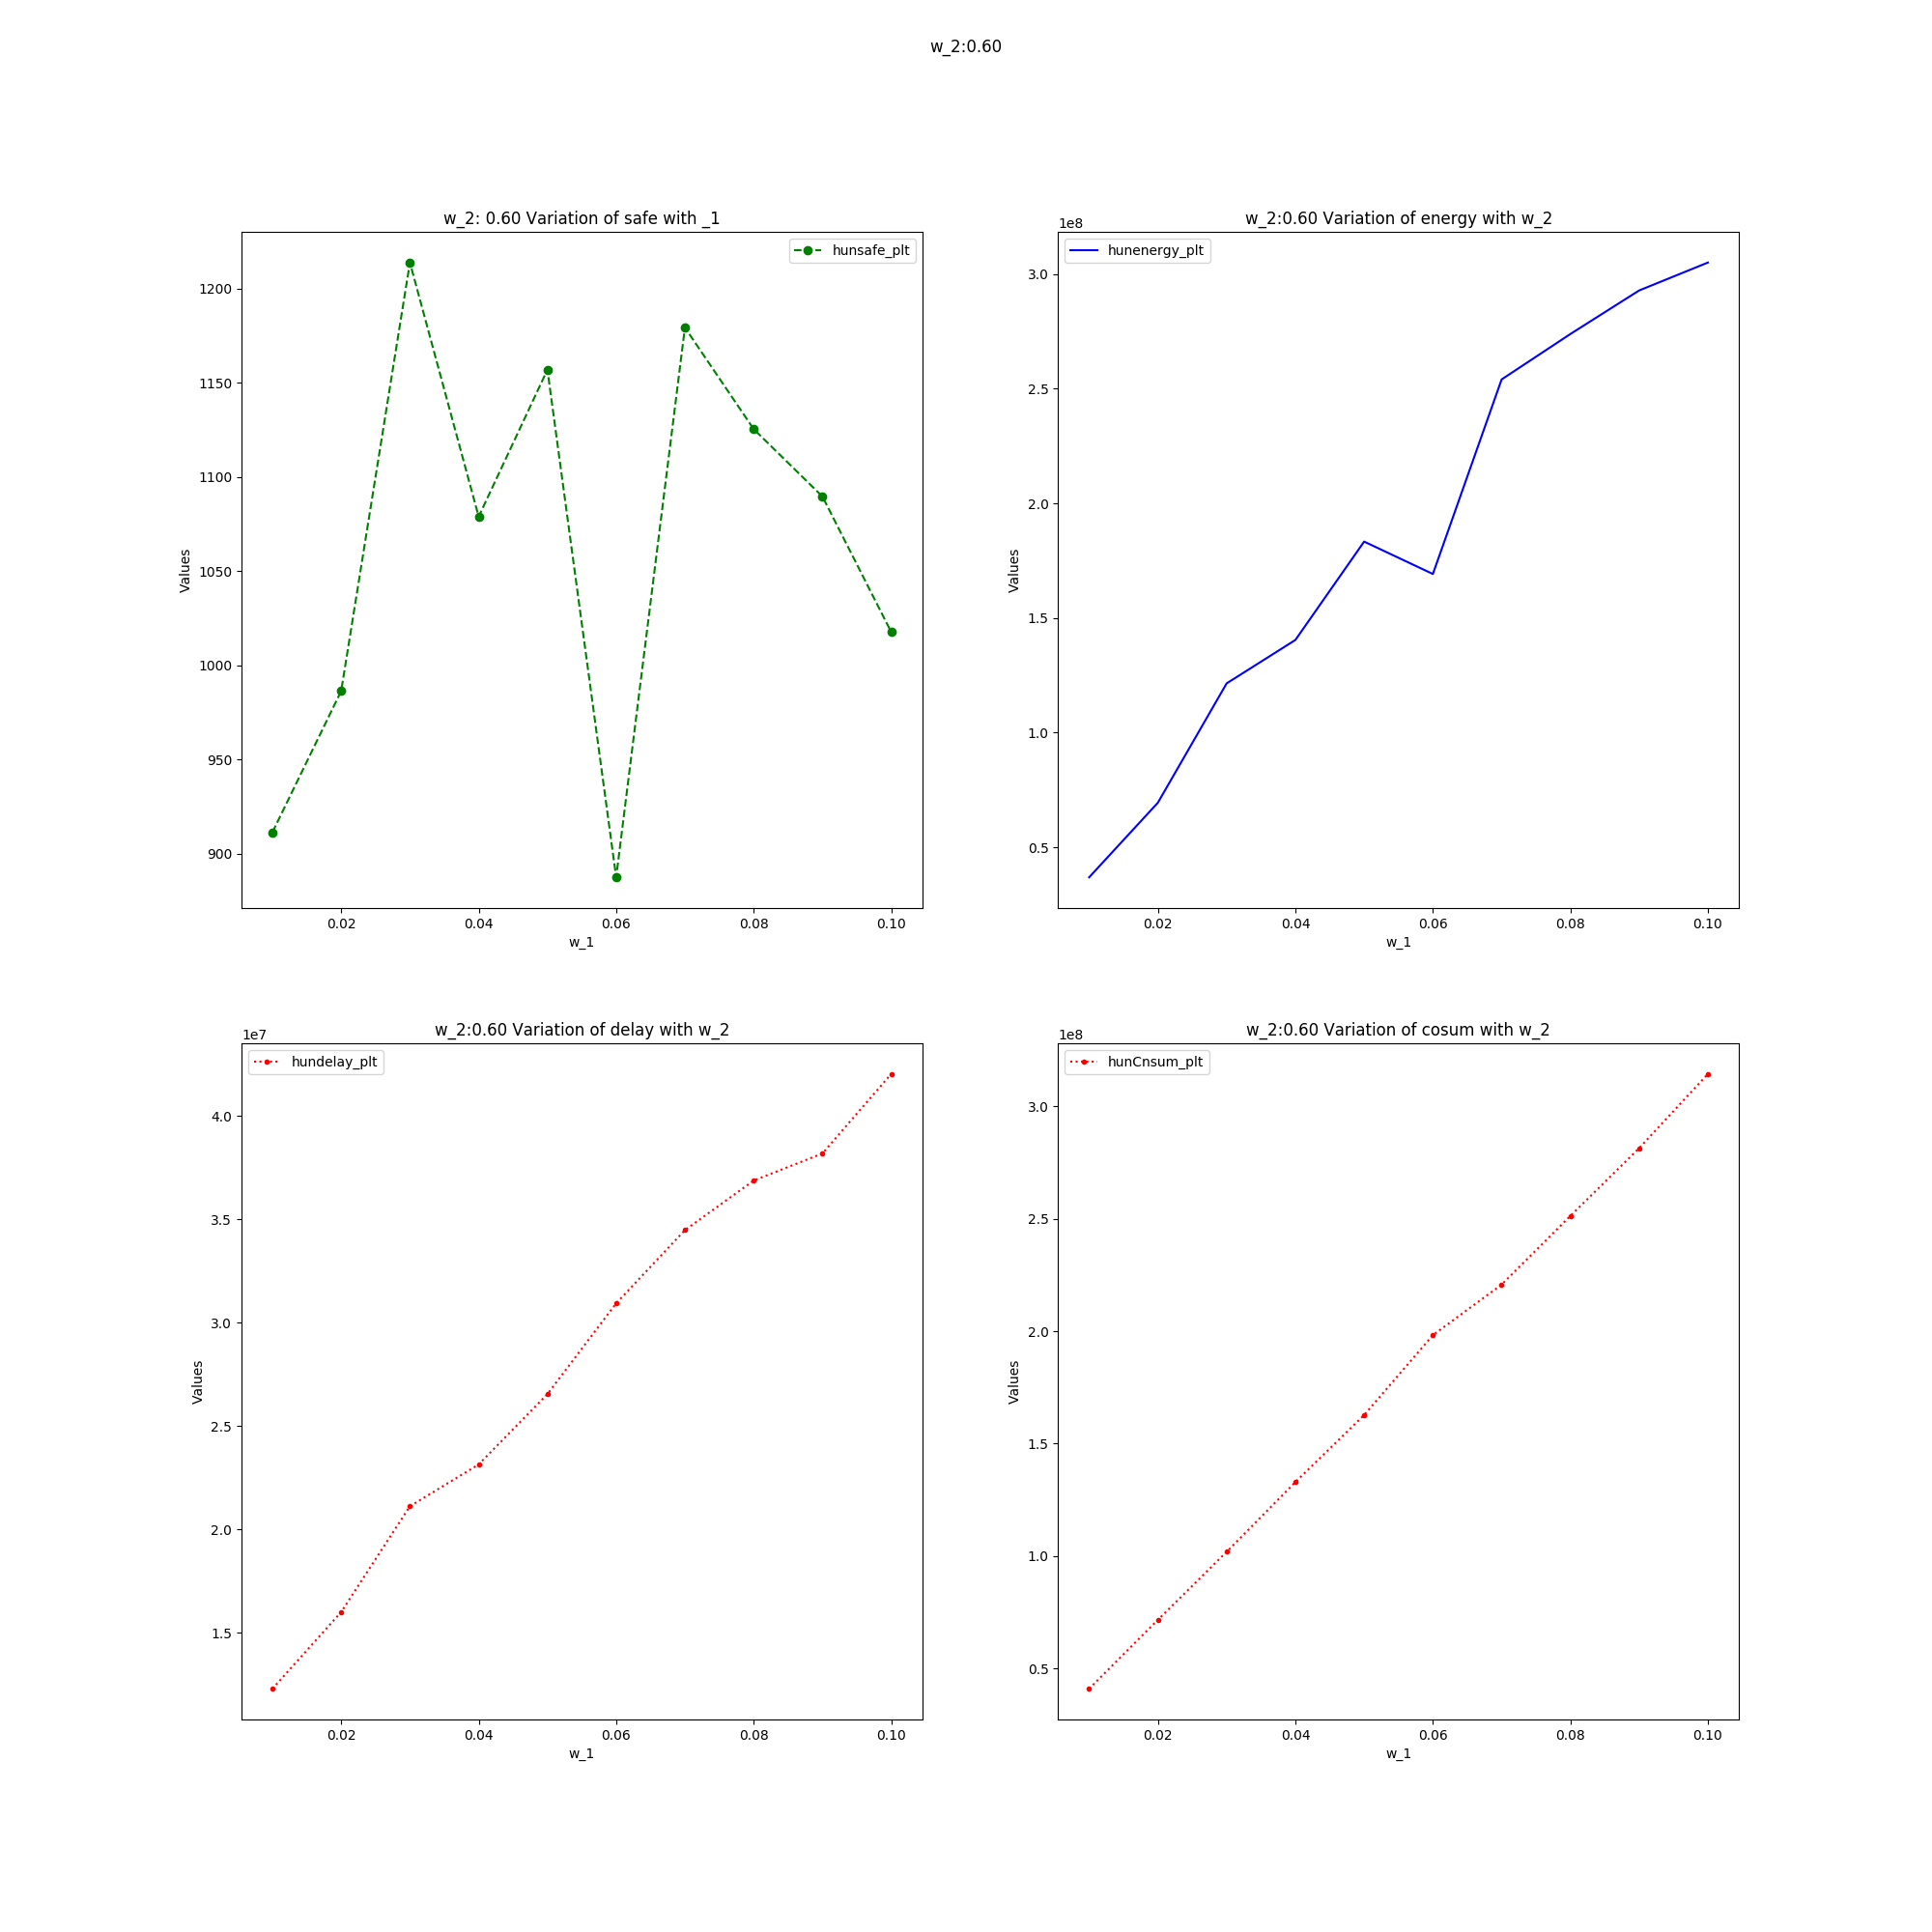 w_2:0.60
w_2: 0.60 Variation of safe with _1
hunsafe_plt
1200
1150
1100
1050
1000
950
900
Values
0.02 0.04 0.06 0.08 0.10
w_1
w_2:0.60 Variation of energy with w_2
1e8
hunenergy_plt
3.0
2.5
2.0
1.5
1.0
0.5
Values
0.02 0.04 0.06 0.08 0.10
w_1
w_2:0.60 Variation of delay with w_2
1e7
hundelay_plt
4.0
3.5
3.0
2.5
2.0
1.5
Values
0.02 0.04 0.06 0.08 0.10
w_1
w_2:0.60 Variation of cosum with w_2
1e8
hunCnsum_plt
3.0
2.5
2.0
1.5
1.0
0.5
Values
0.02 0.04 0.06 0.08 0.10
w_1